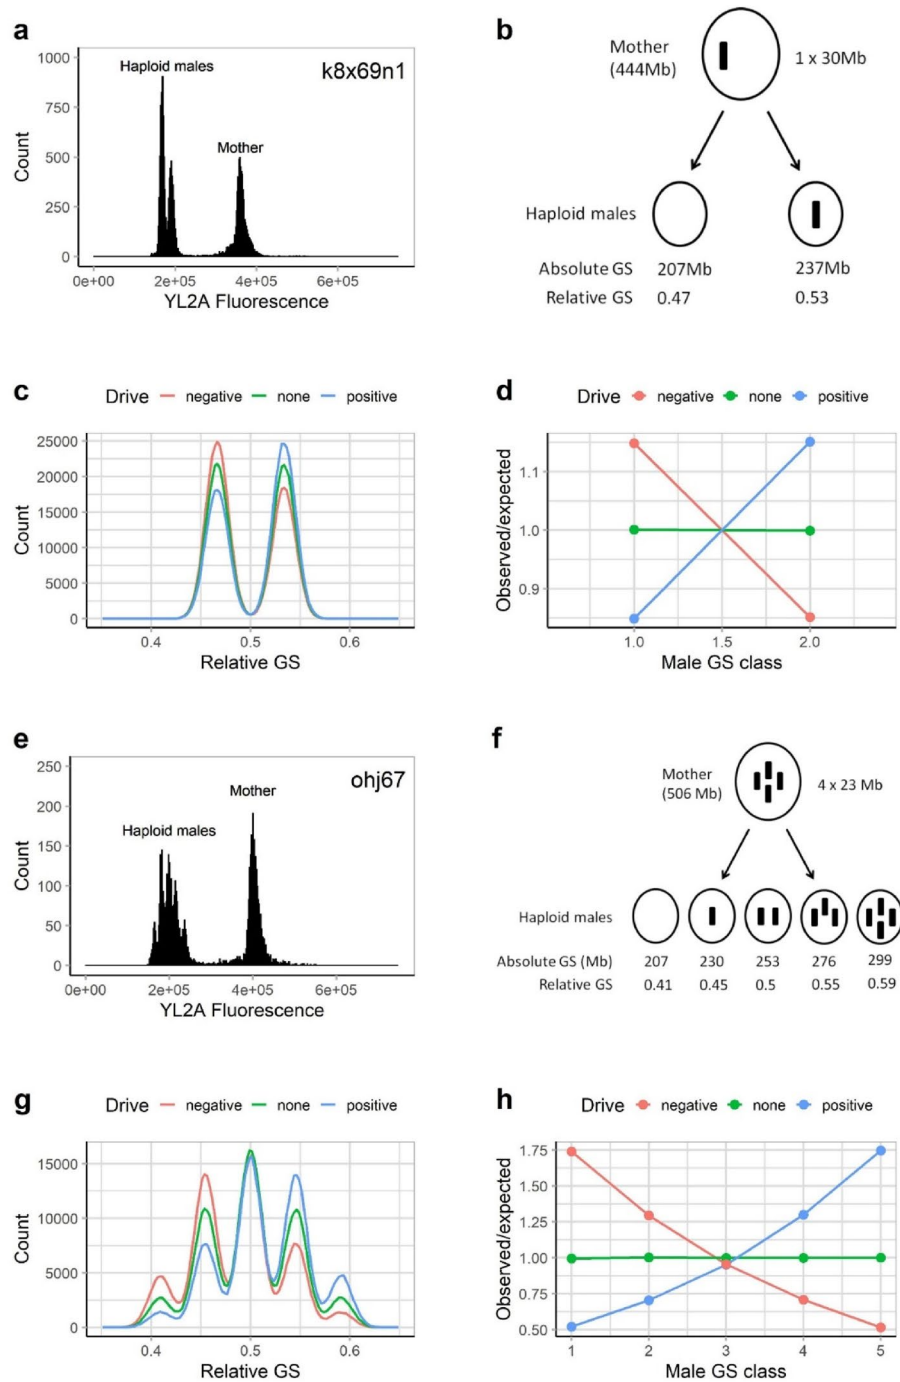 a
k8x69n1
Haploid males
Mother
Count
1000
750
500
250
0
0e+00 2e+05 4e+05 6e+05
YL2A Fluorescence
b
Mother
(444Mb)
1 x 30Mb
Haploid males
Absolute GS 207Mb 237Mb
Relative GS 0.47 0.53
c
Drive negative none positive
Count
25000
20000
15000
10000
5000
0
0.4 0.5 0.6
Relative GS
d
Drive negative none positive
Observed/expected
1.1
1.0
0.9
1.0 1.5 2.0
Male GS class
e
ohj67
Mother
Haploid males
Count
250
200
150
100
50
0
0e+00 2e+05 4e+05 6e+05
YL2A Fluorescence
f
Mother
(506 Mb)
4 x 23 Mb
Haploid males
Absolute GS (Mb) 207 230 253 276 299
Relative GS 0.41 0.45 0.5 0.55 0.59
g
Drive negative none positive
Count
15000
10000
5000
0
0.4 0.5 0.6
Relative GS
h
Drive negative none positive
Observed/expected
1.75
1.50
1.25
1.00
0.75
0.50
1 2 3 4 5
Male GS class